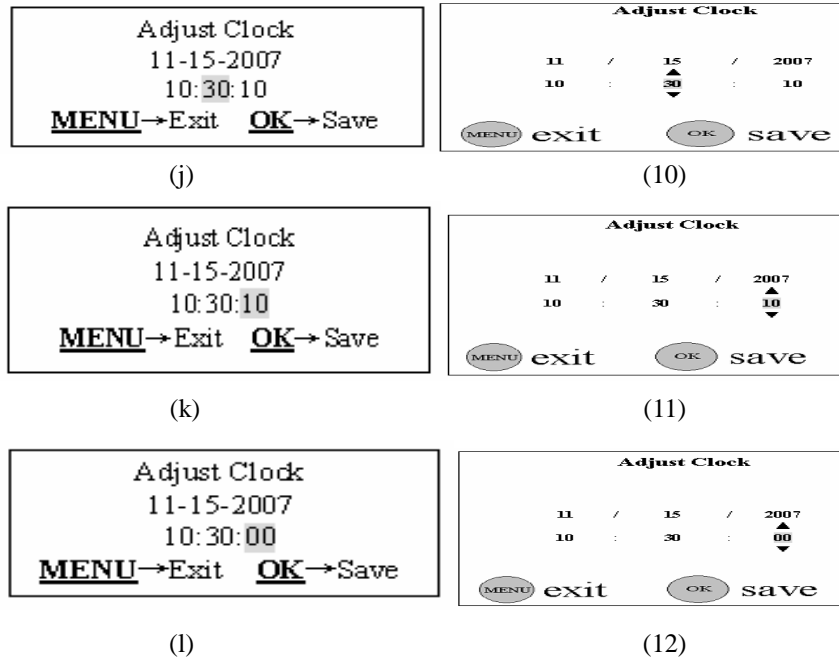 Adjust Clock
11-15-2007
10:30:10
MENU→Exit OK→Save
(j)
Adjust Clock
11 / 15 / 2007
10 : 30 : 10
MENU exit OK save
(10)
Adjust Clock
11-15-2007
10:30:10
MENU→Exit OK→Save
(k)
Adjust Clock
11 / 15 / 2007
10 : 30 : 10
MENU exit OK save
(11)
Adjust Clock
11-15-2007
10:30:00
MENU→Exit OK→Save
(l)
Adjust Clock
11 / 15 / 2007
10 : 30 : 00
MENU exit OK save
(12)